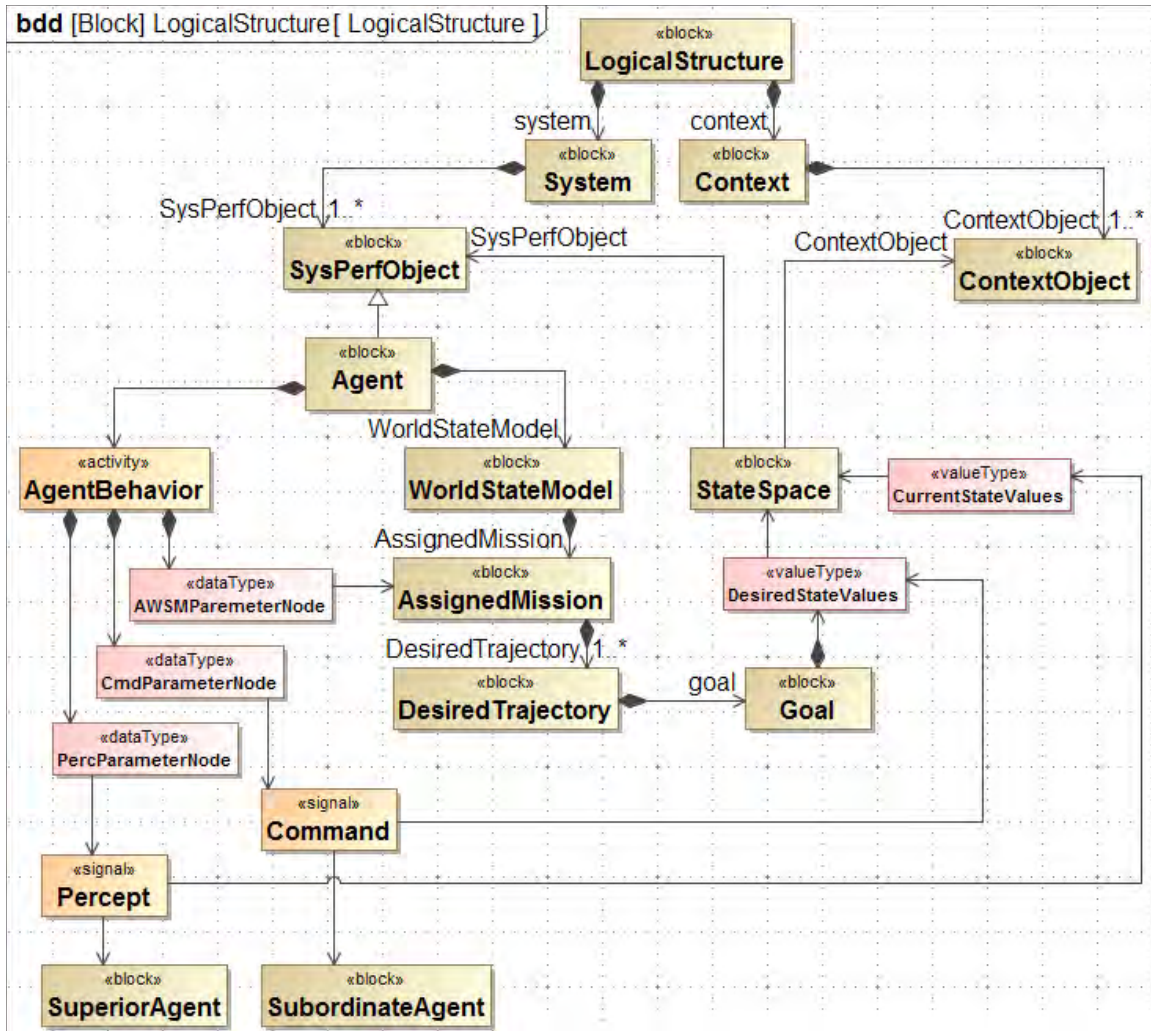 bdd [Block] LogicalStructure[ LogicalStructure ]
«block»
LogicalStructure
system
context
«block»
System
«block»
Context
SysPerfObject 1..*
ContextObject 1..*
«block»
SysPerfObject
SysPerfObject
ContextObject
«block»
ContextObject
«block»
Agent
WorldStateModel
«activity»
AgentBehavior
«block»
WorldStateModel
«block»
StateSpace
«valueType»
CurrentStateValues
AssignedMission
«dataType»
AWSMParemeterNode
«block»
AssignedMission
«valueType»
DesiredStateValues
DesiredTrajectory 1..*
«dataType»
CmdParameterNode
«block»
DesiredTrajectory
goal
«block»
Goal
«dataType»
PercParameterNode
«signal»
Command
«signal»
Percept
«block»
SuperiorAgent
«block»
SubordinateAgent